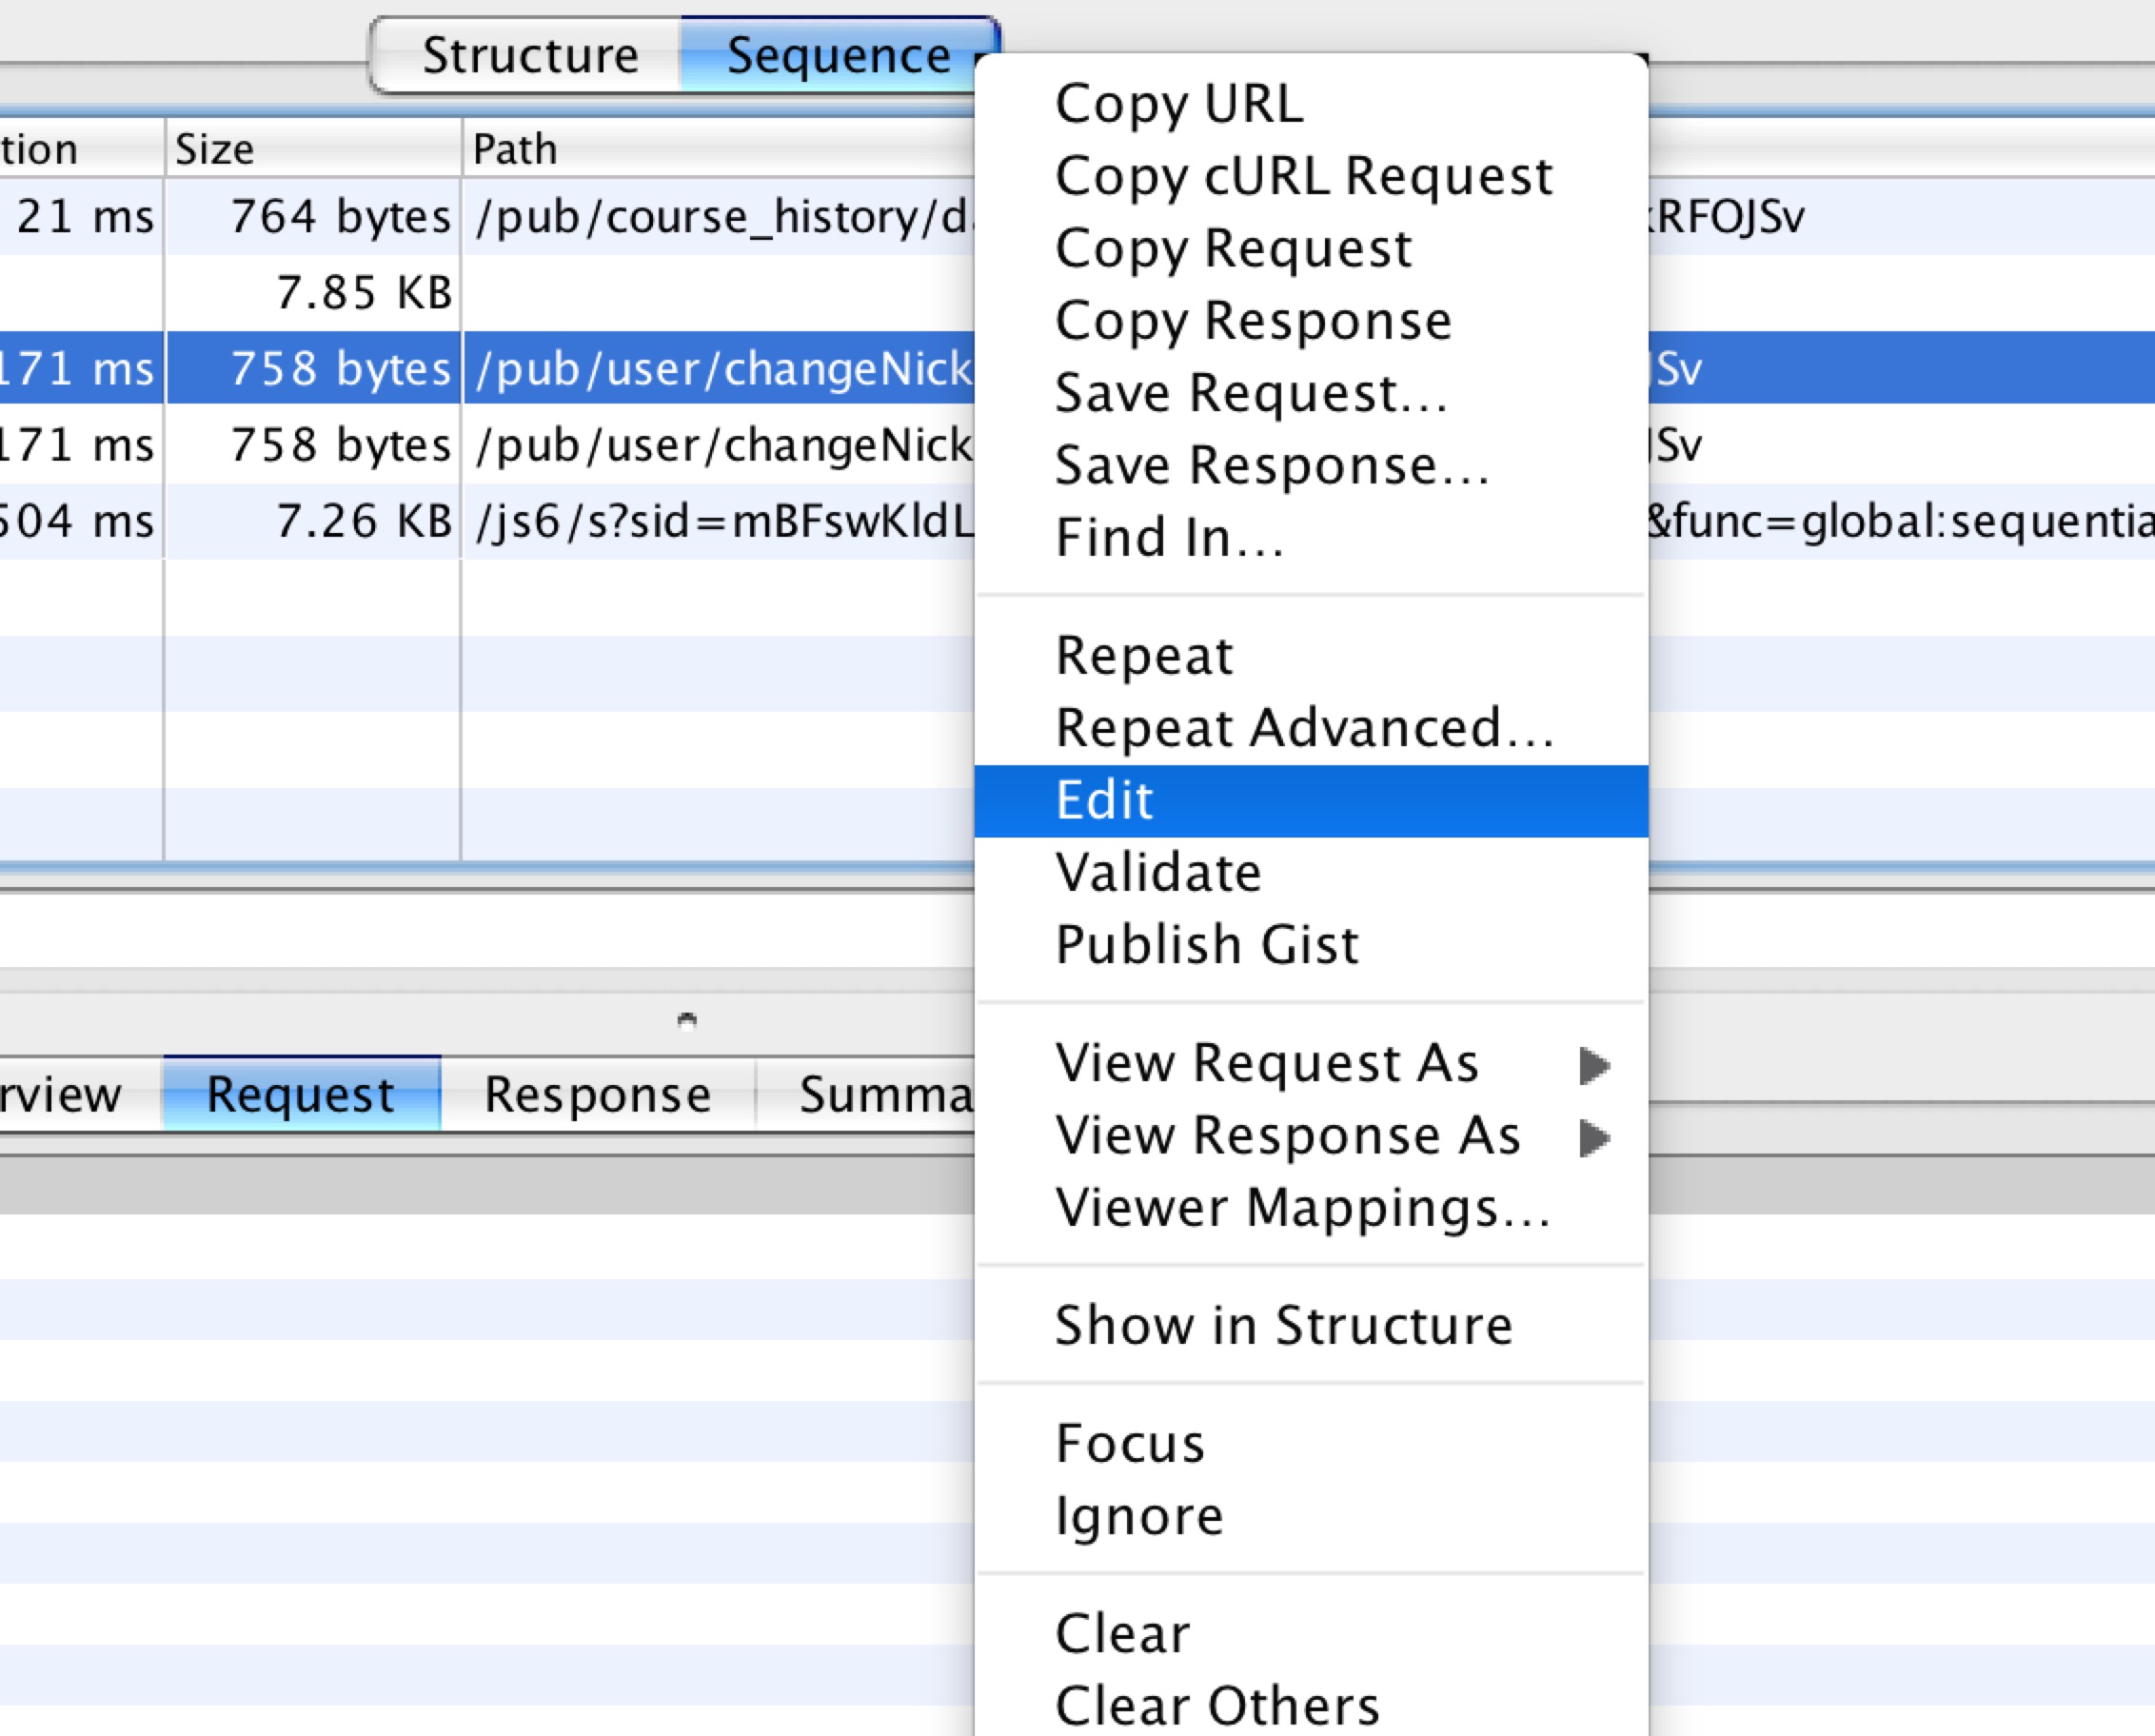 Structure Sequence
tion Size Path
21 ms 764 bytes /pub/course_history/d RFOJSv
7.85 KB
171 ms 758 bytes /pub/user/changeNick JSv
171 ms 758 bytes /pub/user/changeNick JSv
504 ms 7.26 KB /js6/s?sid=mBFswKldL &func=global:sequentia
Copy URL
Copy cURL Request
Copy Request
Copy Response
Save Request...
Save Response...
Find In...
Repeat
Repeat Advanced...
Edit
Validate
Publish Gist
View Request As
View Response As
Viewer Mappings...
Show in Structure
Focus
Ignore
Clear
Clear Others
rview Request Response Summa